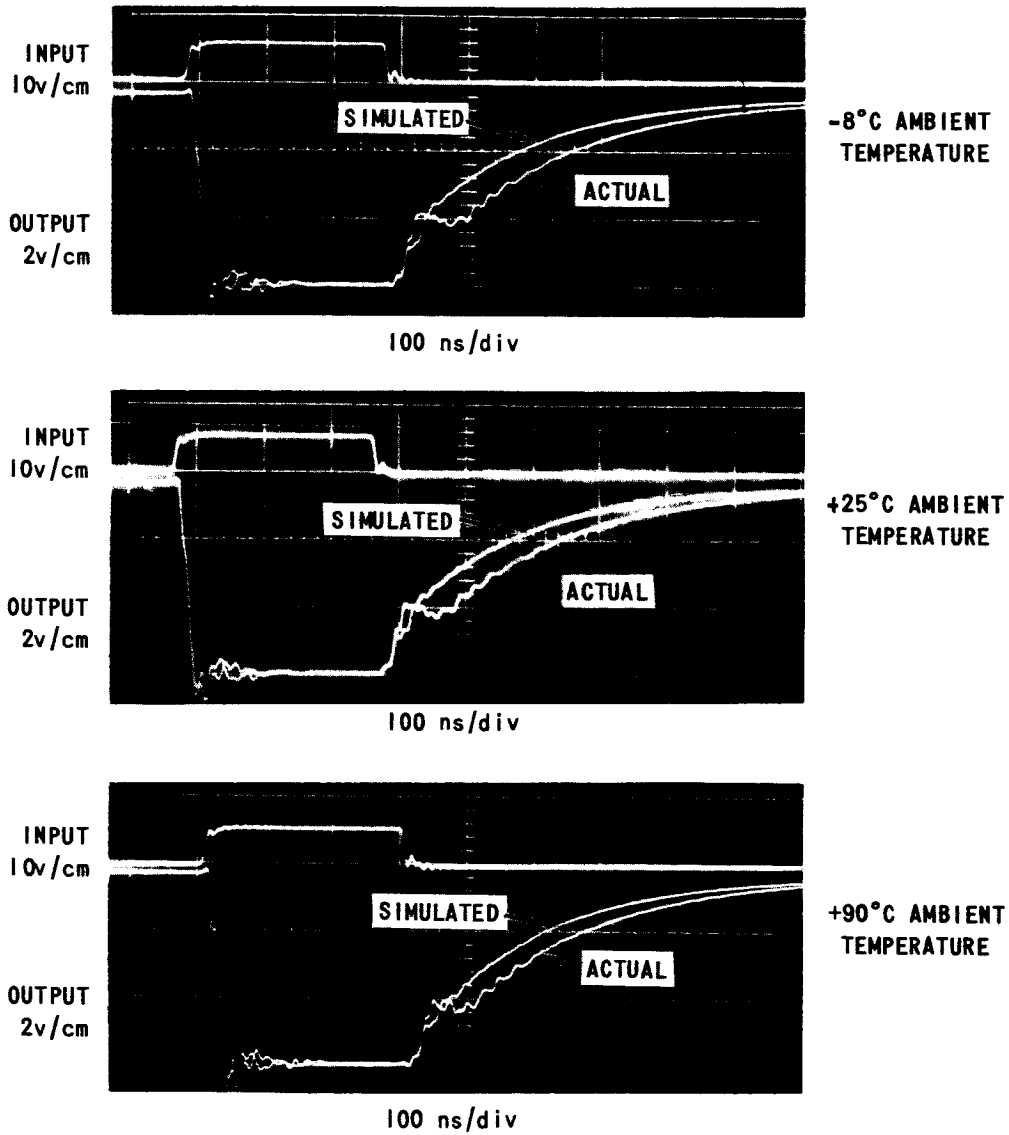 INPUT
10v/cm
SIMULATED
-8°C AMBIENT
TEMPERATURE
ACTUAL
OUTPUT
2v/cm
100 ns/div
INPUT
10v/cm
SIMULATED
+25°C AMBIENT
TEMPERATURE
ACTUAL
OUTPUT
2v/cm
100 ns/div
INPUT
10v/cm
SIMULATED
+90°C AMBIENT
TEMPERATURE
ACTUAL
OUTPUT
2v/cm
100 ns/div